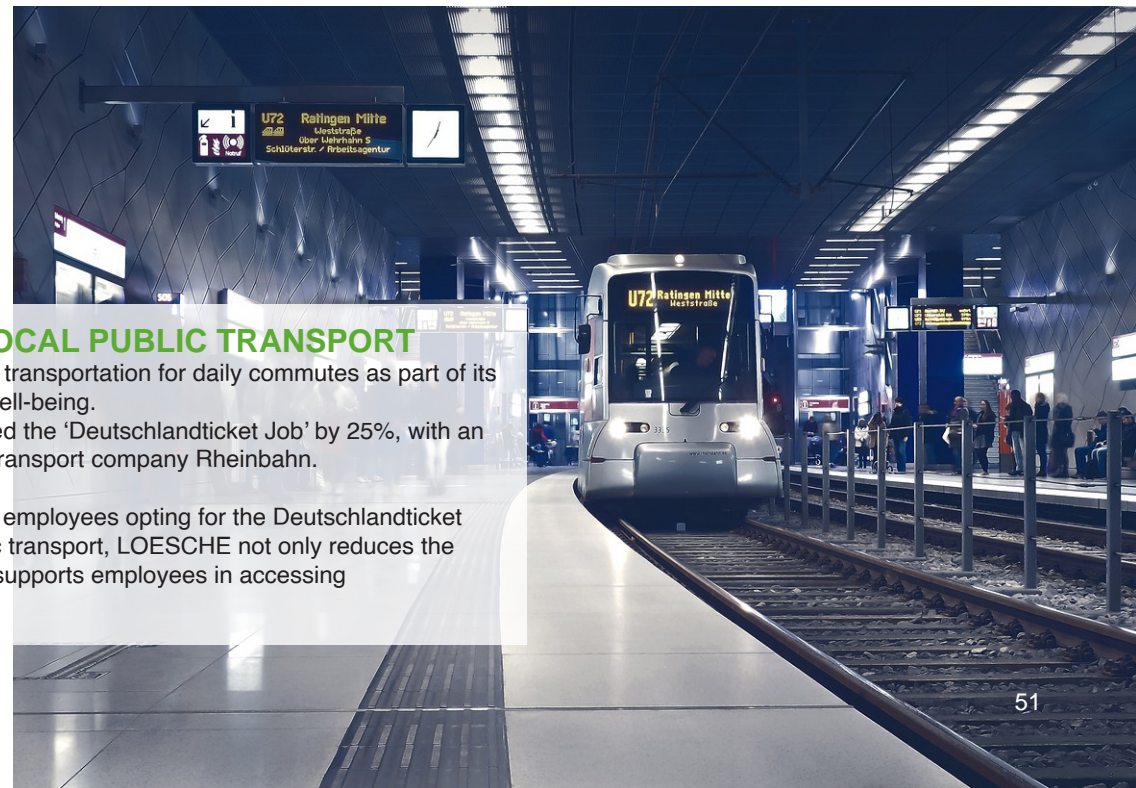 i
Notruf
U72 Ratingen Mitte
Weststraße
über Wehrhahn S
Schlüterstr. / Arbeitsagentur
SOS
U72 Ratingen Mitte
Weststraße
OCAL PUBLIC TRANSPORT
transportation for daily commutes as part of its
ell-being.
ed the ‘Deutschlandticket Job’ by 25%, with an
ransport company Rheinbahn.
employees opting for the Deutschlandticket
c transport, LOESCHE not only reduces the
supports employees in accessing
51